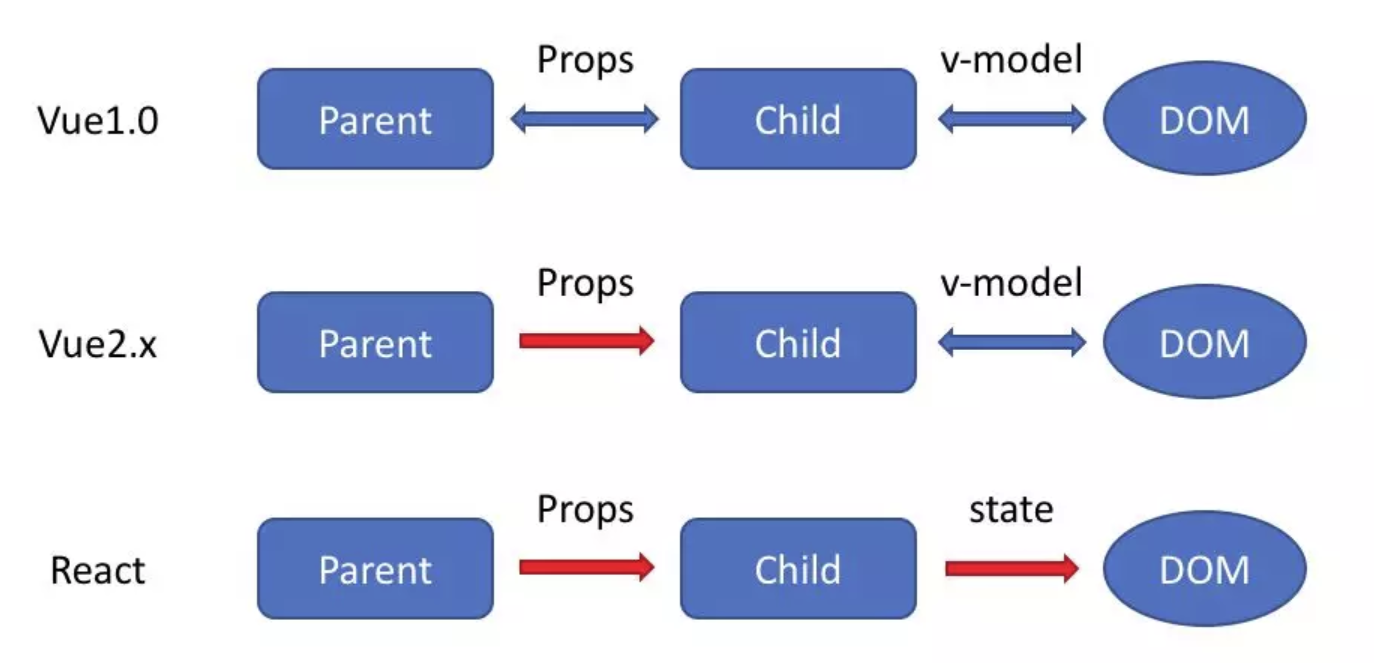 Props v-model
Vue1.0 Parent Child DOM
Props v-model
Vue2.x Parent Child DOM
Props state
React Parent Child DOM